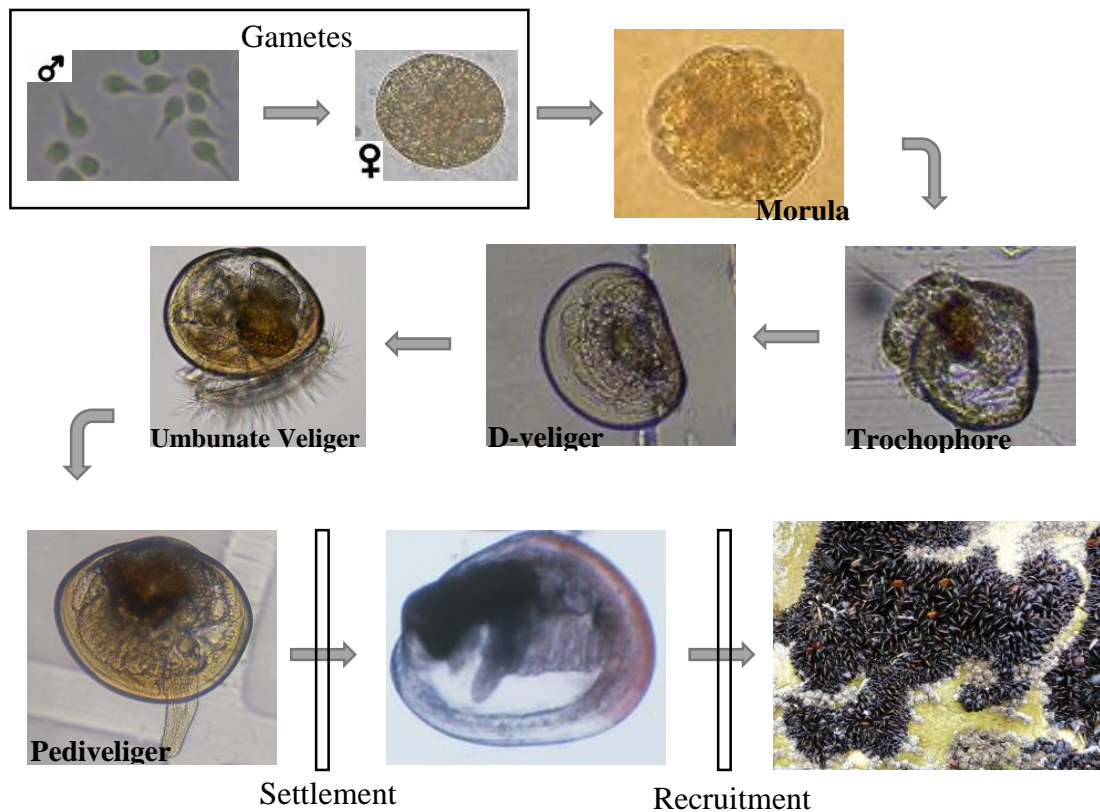 Gametes
♂
♀
Morula
Umbunate Veliger
D-veliger
Trochophore
Pediveliger
Settlement
Recruitment